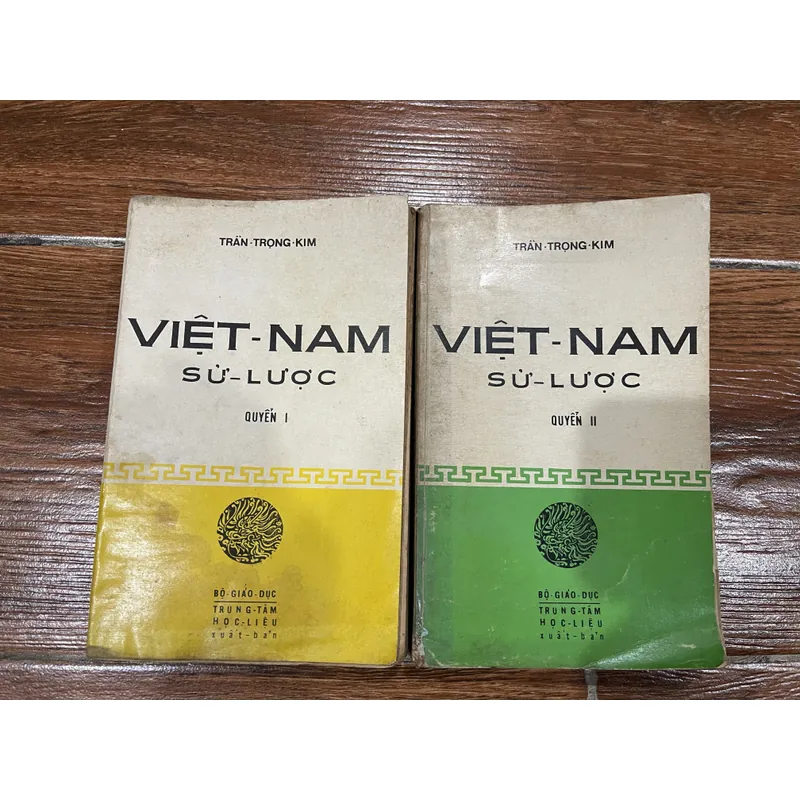 TRẦN·TRỌNG·KIM
VIỆT-NAM
SỬ-LƯỢC
QUYỂN I
BỘ·GIÁO·DỤC
TRUNG-TÂM
HỌC-LIỆU
xuất-bản
TRẦN·TRỌNG·KIM
VIỆT-NAM
SỬ-LƯỢC
QUYỂN II
BỘ·GIÁO·DỤC
TRUNG-TÂM
HỌC-LIỆU
xuất-bản